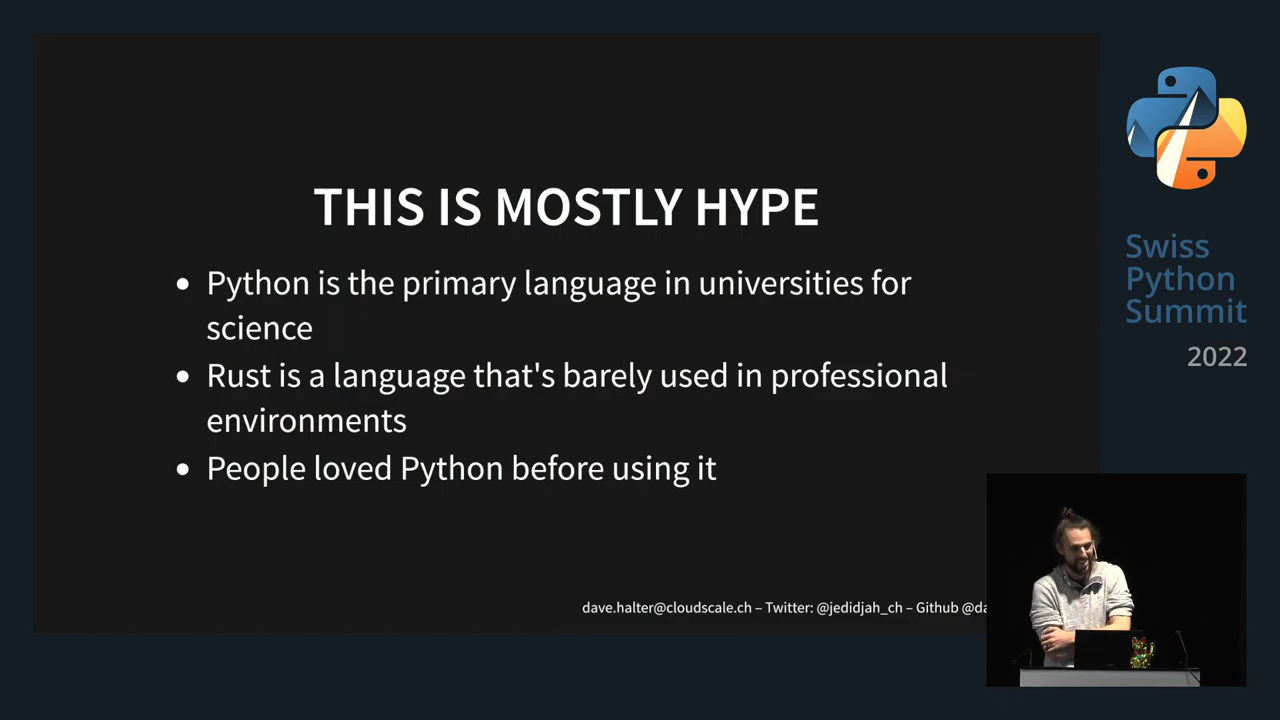 THIS IS MOSTLY HYPE
Python is the primary language in universities for
science
Rust is a language that's barely used in professional
environments
People loved Python before using it
dave.halter@cloudscale.ch – Twitter: @jedidjah_ch – Github @da
Swiss
Python
Summit
2022